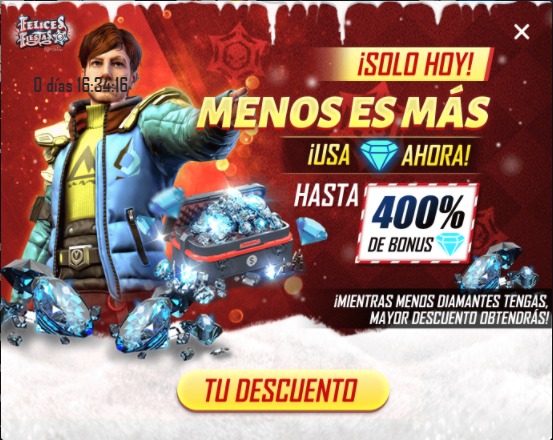 FELICES
FIESTAS
0 días 16:34:16
¡SOLO HOY!
MENOS ES MÁS
¡USA AHORA!
HASTA
400%
DE BONUS
¡MIENTRAS MENOS DIAMANTES TENGAS,
MAYOR DESCUENTO OBTENDRÁS!
TU DESCUENTO